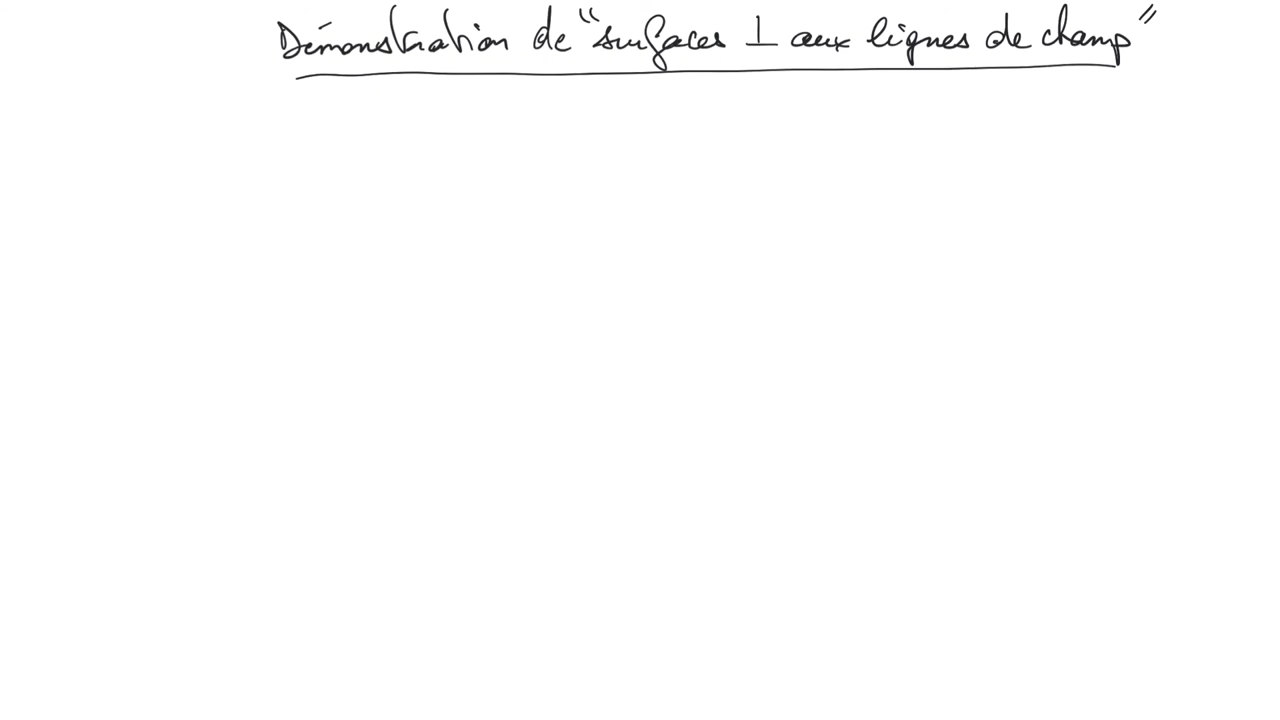 Démonstration de “surfaces ⊥ aux lignes de champ”